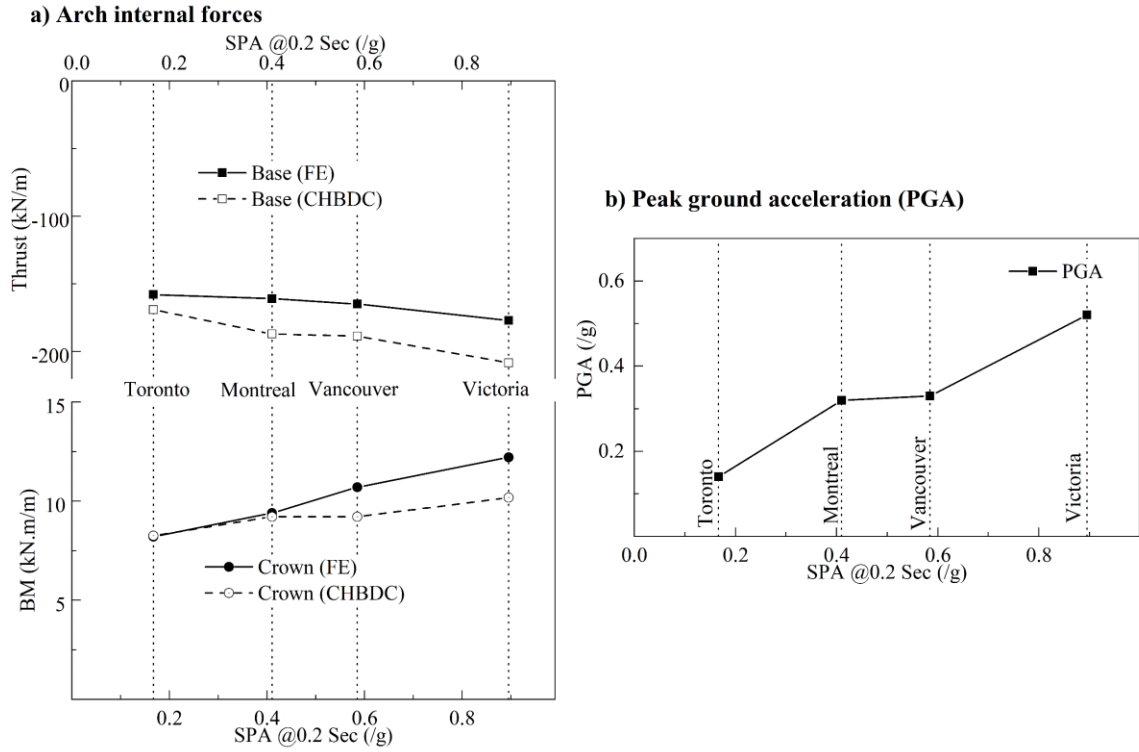 a) Arch internal forces
SPA @0.2 Sec (/g)
0.0 0.2 0.4 0.6 0.8
0
-100
-200
Thrust (kN/m)
Base (FE)
Base (CHBDC)
Toronto Montreal Vancouver Victoria
15
10
5
BM (kN.m/m)
Crown (FE)
Crown (CHBDC)
0.2 0.4 0.6 0.8
SPA @0.2 Sec (/g)
b) Peak ground acceleration (PGA)
PGA
0.6
0.4
0.2
PGA (/g)
Toronto
Montreal
Vancouver
Victoria
0.0 0.2 0.4 0.6 0.8
SPA @0.2 Sec (/g)